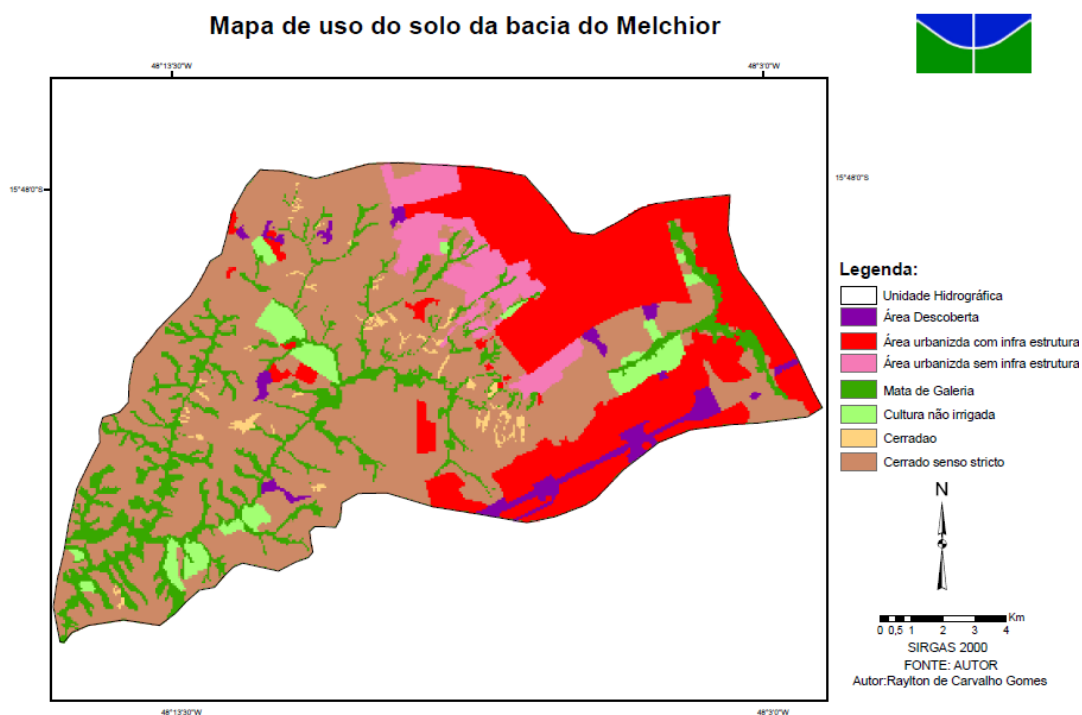 Mapa de uso do solo da bacia do Melchior
48°13'30"W
48°3'0"W
15°48'0"S
15°48'0"S
Legenda:
Unidade Hidrográfica
Área Descoberta
Área urbanizda com infra estrutura
Área urbanizda sem infra estrutura
Mata de Galeria
Cultura não irrigada
Cerradao
Cerrado senso stricto
N
Km
0 0,5 1 2 3 4
SIRGAS 2000
FONTE: AUTOR
Autor:Raylton de Carvalho Gomes
48°13'30"W
48°3'0"W